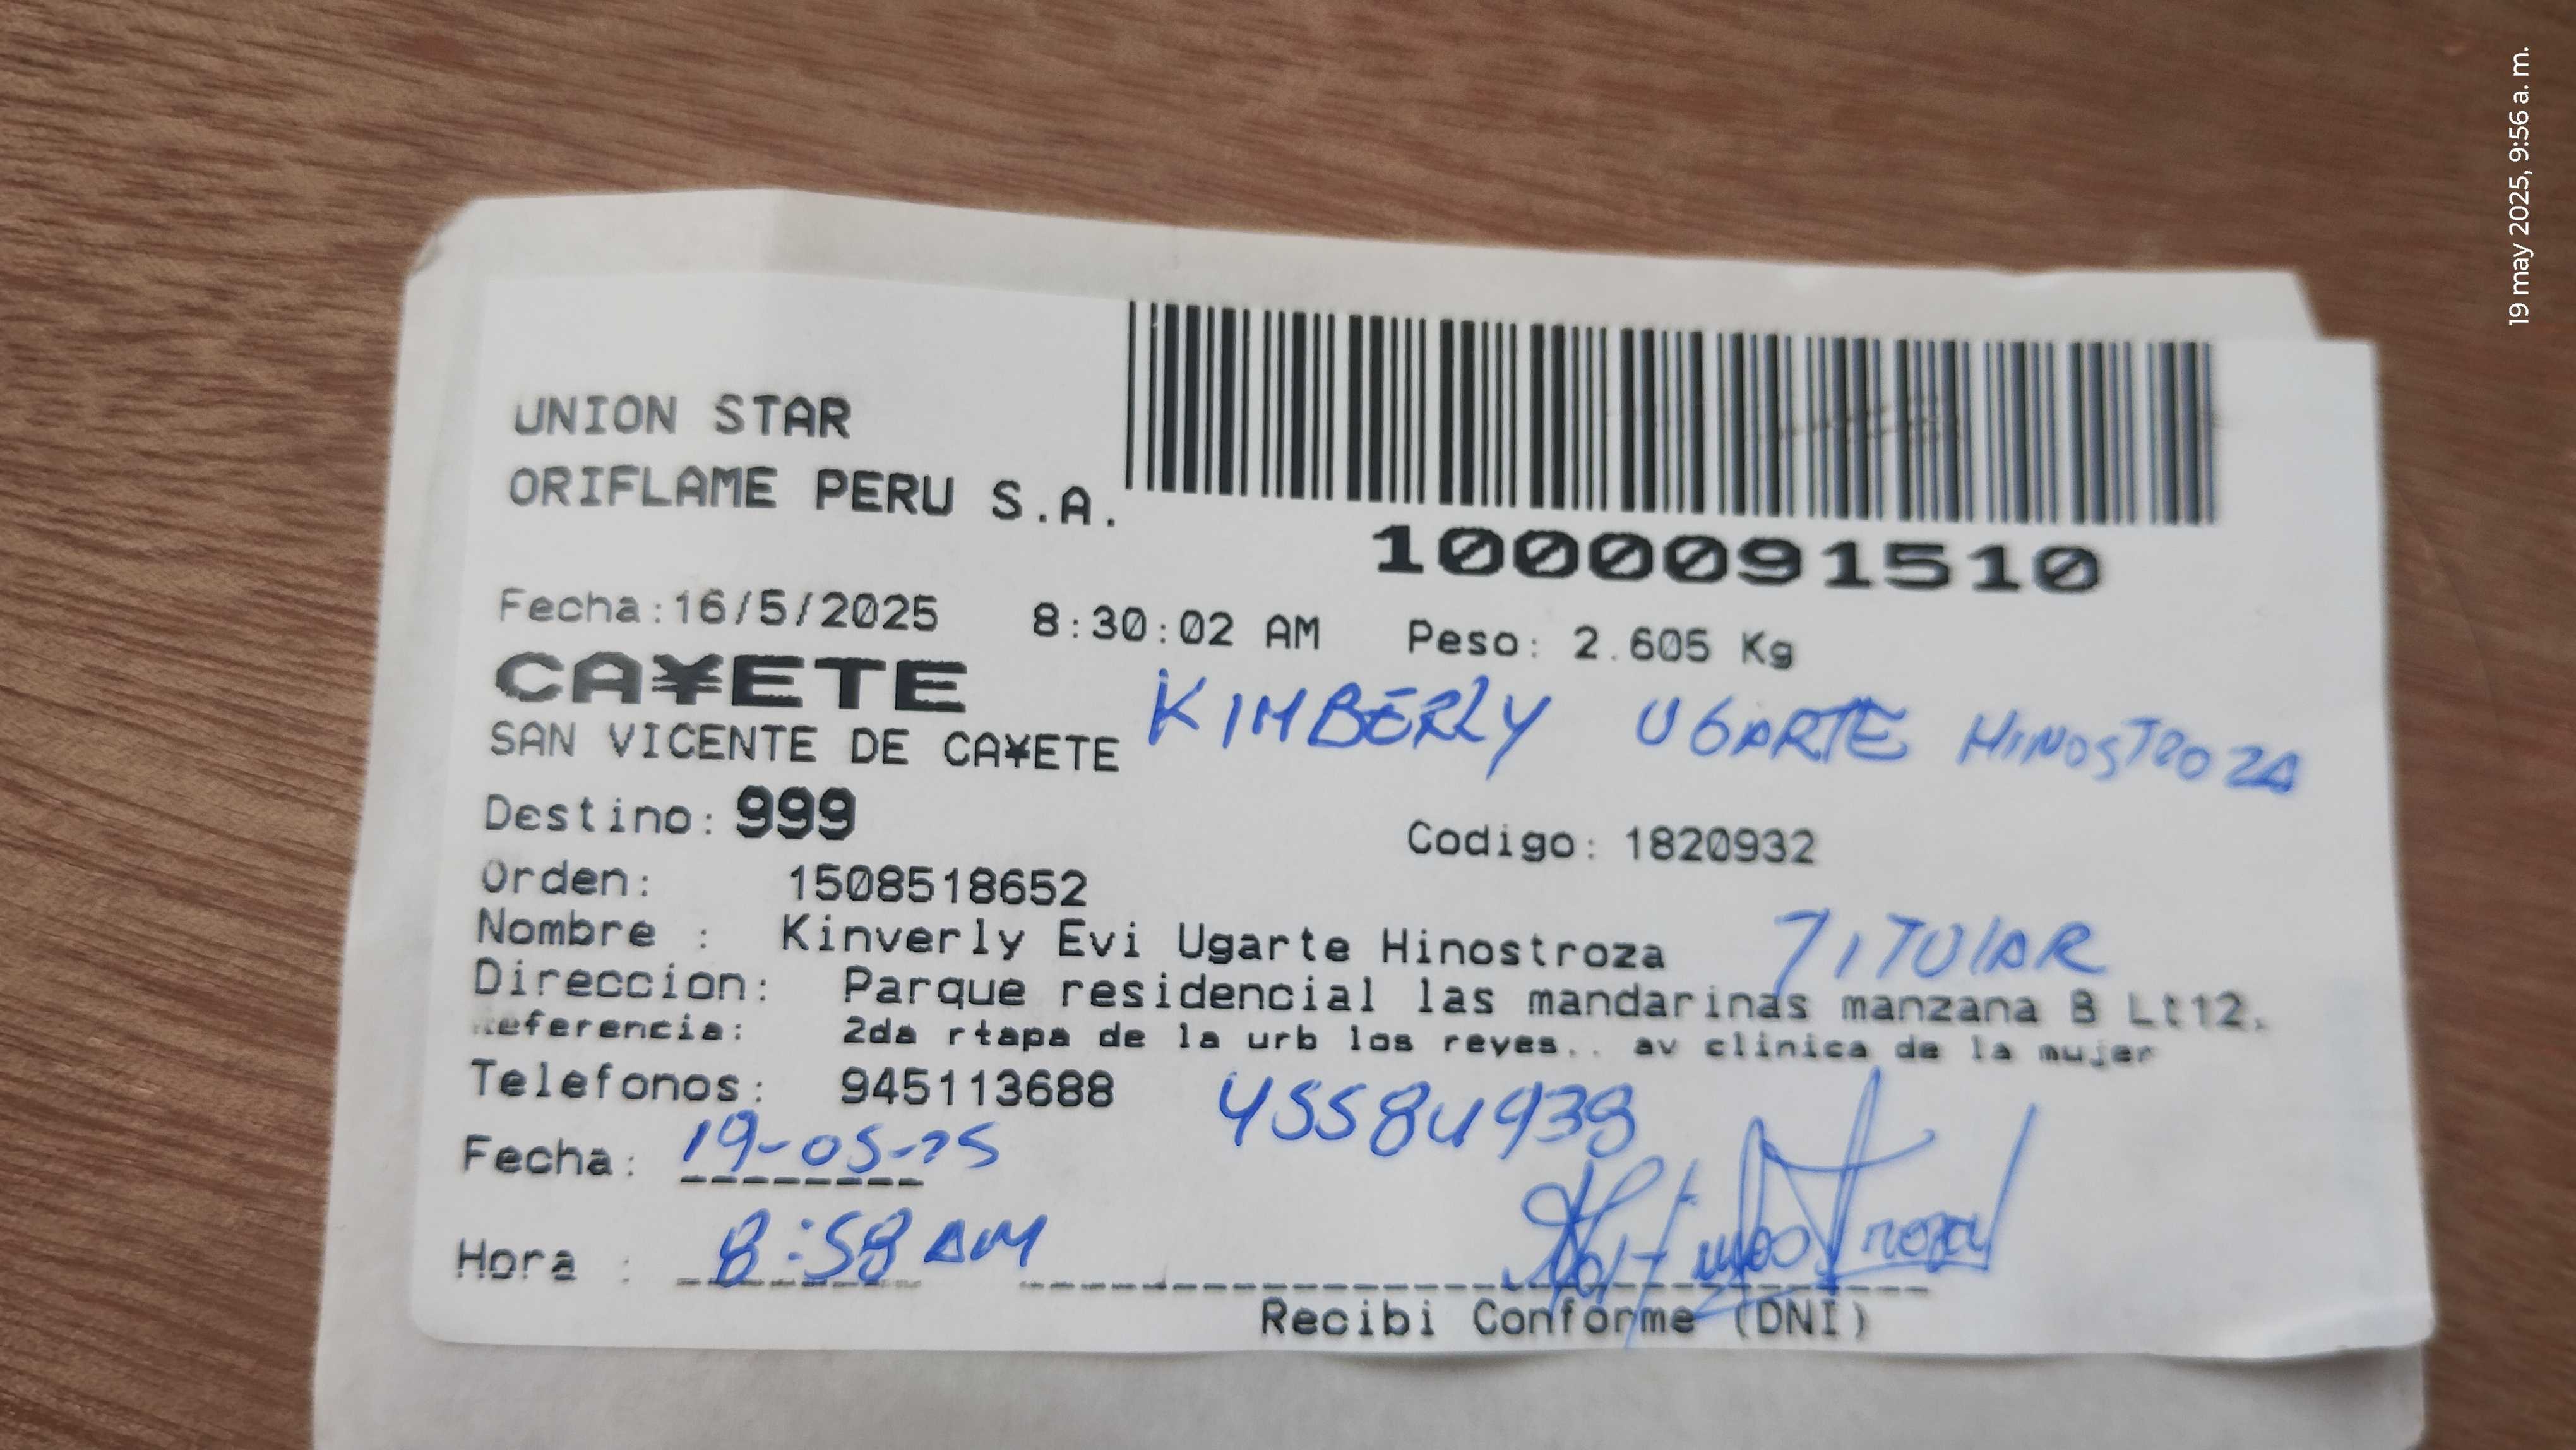 19 may 2025, 9:56 a. m.
UNION STAR
ORIFLAME PERU S.A.
1000091510
Fecha:16/5/2025 8:30:02 AM Peso: 2.605 Kg
CA¥ETE
KIMBERLY UGARTE HINOSTROZA
SAN VICENTE DE CA¥ETE
Destino: 999
Codigo: 1820932
Orden: 1508518652
Nombre : Kinverly Evi Ugarte Hinostroza TITULAR
Direccion: Parque residencial las mandarinas manzana B Lt12.
Referencia: 2da rtapa de la urb los reyes.. av clinica de la mujer
Telefonos: 945113688 45584938
Fecha: 19-05-25
Hora : 8:58 AM
Recibi Conforme (DNI)